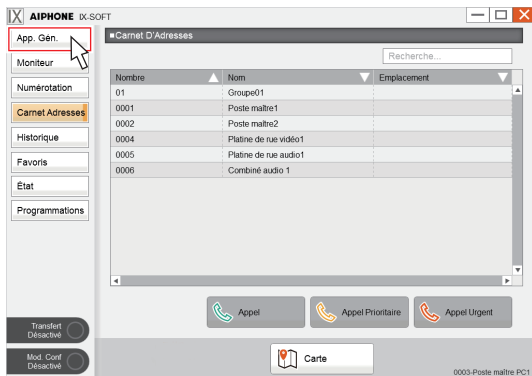 IX AIPHONE IX-SOFT
App. Gén.
Moniteur
Numérotation
Carnet Adresses
Historique
Favoris
État
Programmations
Transfert
Désactivé
Mod. Conf
Désactivé
■Carnet D'Adresses
Recherche...
Nombre Nom Emplacement
01 Groupe01
0001 Poste maître1
0002 Poste maître2
0004 Platine de rue vidéo1
0005 Platine de rue audio1
0006 Combiné audio 1
Appel
Appel Prioritaire
Appel Urgent
Carte
0003-Poste maître PC1